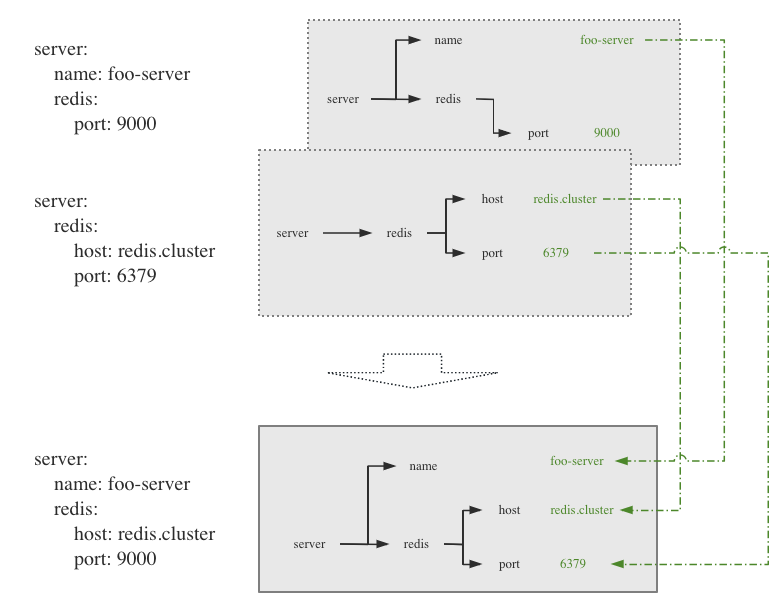 server:
name: foo-server
redis:
port: 9000
name foo-server
server redis
port 9000
server:
redis:
host: redis.cluster
port: 6379
host redis.cluster
server redis
port 6379
server:
name: foo-server
redis:
host: redis.cluster
port: 9000
name foo-server
host redis.cluster
server redis
port 6379